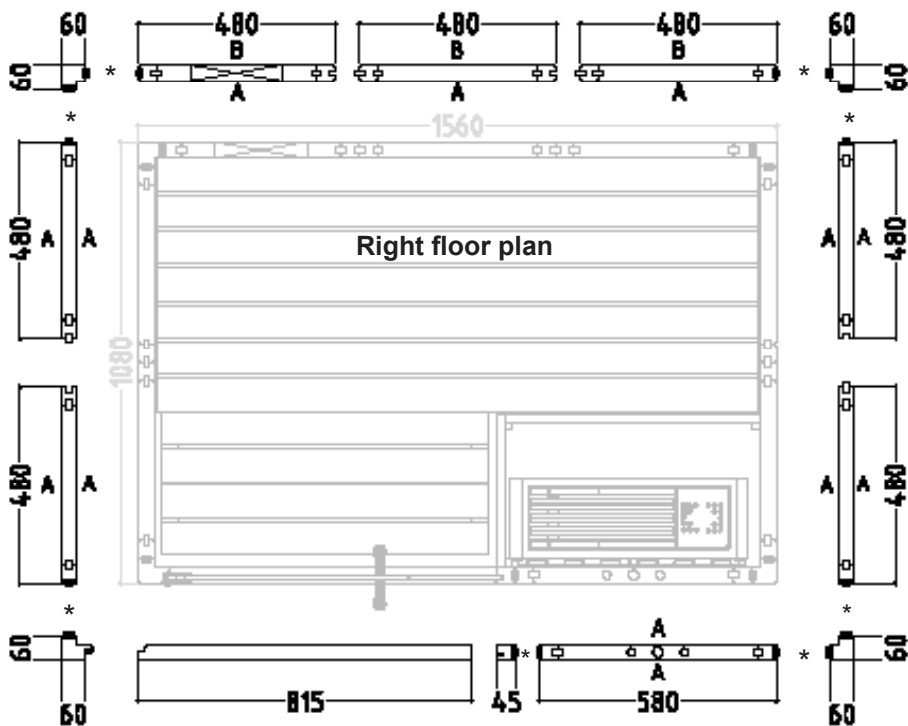 60 480 480 480 60
B B B
60 * * 60
A A A
* *
1560
480 A A A A 480
Right floor plan
1080
480 A A A A 480
* *
A
60 * * 60
A
60 815 45 580 60